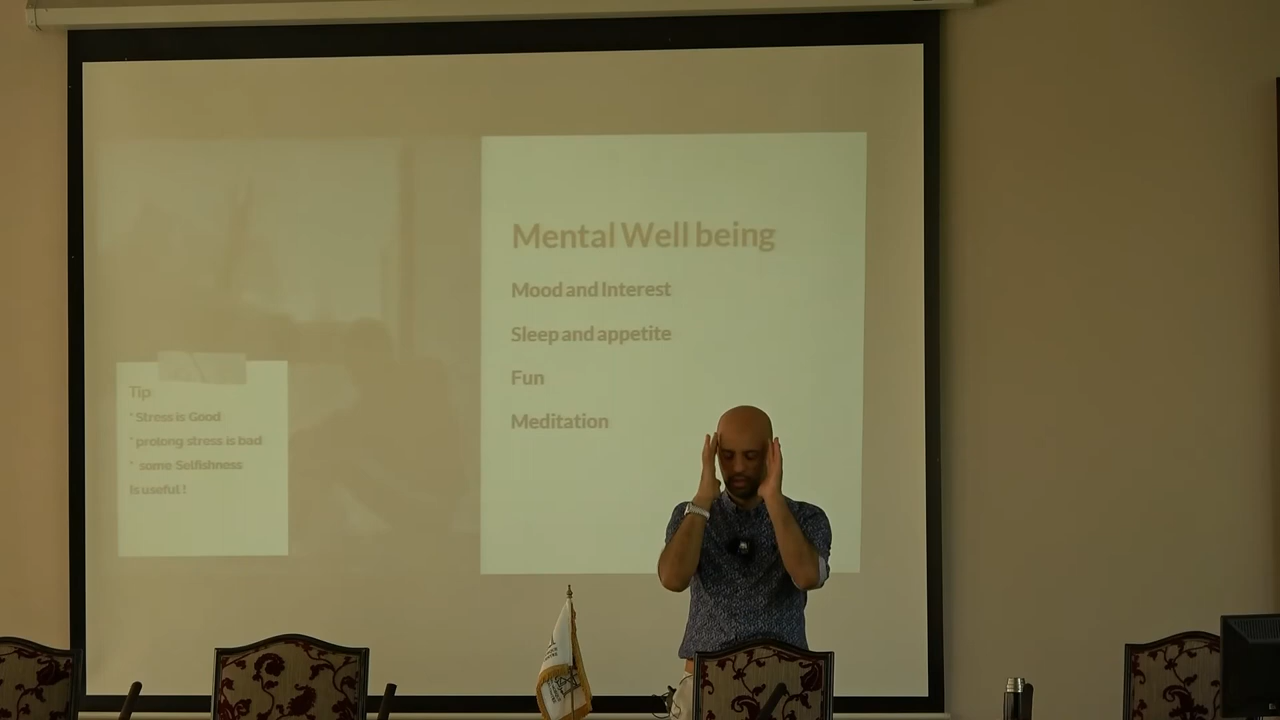 Mental Well being
Mood and Interest
Sleep and appetite
Fun
Meditation
Tip
* Stress is Good
* prolong stress is bad
* some Selfishness
Is useful !